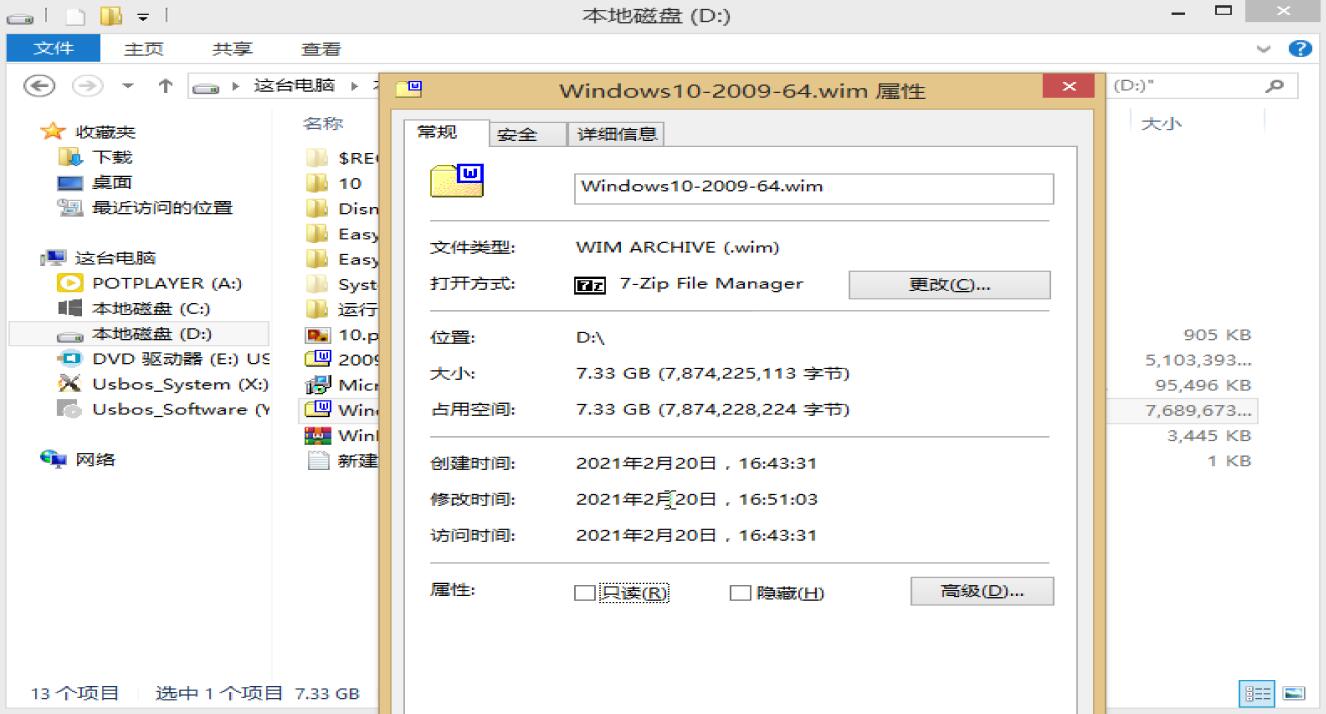 本地磁盘 (D:)
文件 主页 共享 查看
这台电脑
(D:)"
Windows10-2009-64.wim 属性
收藏夹
下载
桌面
最近访问的位置
这台电脑
POTPLAYER (A:)
本地磁盘 (C:)
本地磁盘 (D:)
DVD 驱动器 (E:) US
Usbos_System (X:)
Usbos_Software (Y
网络
名称
$REC
10
Disn
Easy
Easy
Syst
运行
10.p
2009
Micr
Wind
WinI
新建
常规 安全 详细信息
Windows10-2009-64.wim
文件类型: WIM ARCHIVE (.wim)
打开方式: 7-Zip File Manager 更改(C)...
位置: D:\
大小: 7.33 GB (7,874,225,113 字节)
占用空间: 7.33 GB (7,874,228,224 字节)
创建时间: 2021年2月20日，16:43:31
修改时间: 2021年2月20日，16:51:03
访问时间: 2021年2月20日，16:43:31
属性: 只读(R) 隐藏(H) 高级(D)...
大小
905 KB
5,103,393...
95,496 KB
7,689,673...
3,445 KB
1 KB
13 个项目 选中 1 个项目 7.33 GB